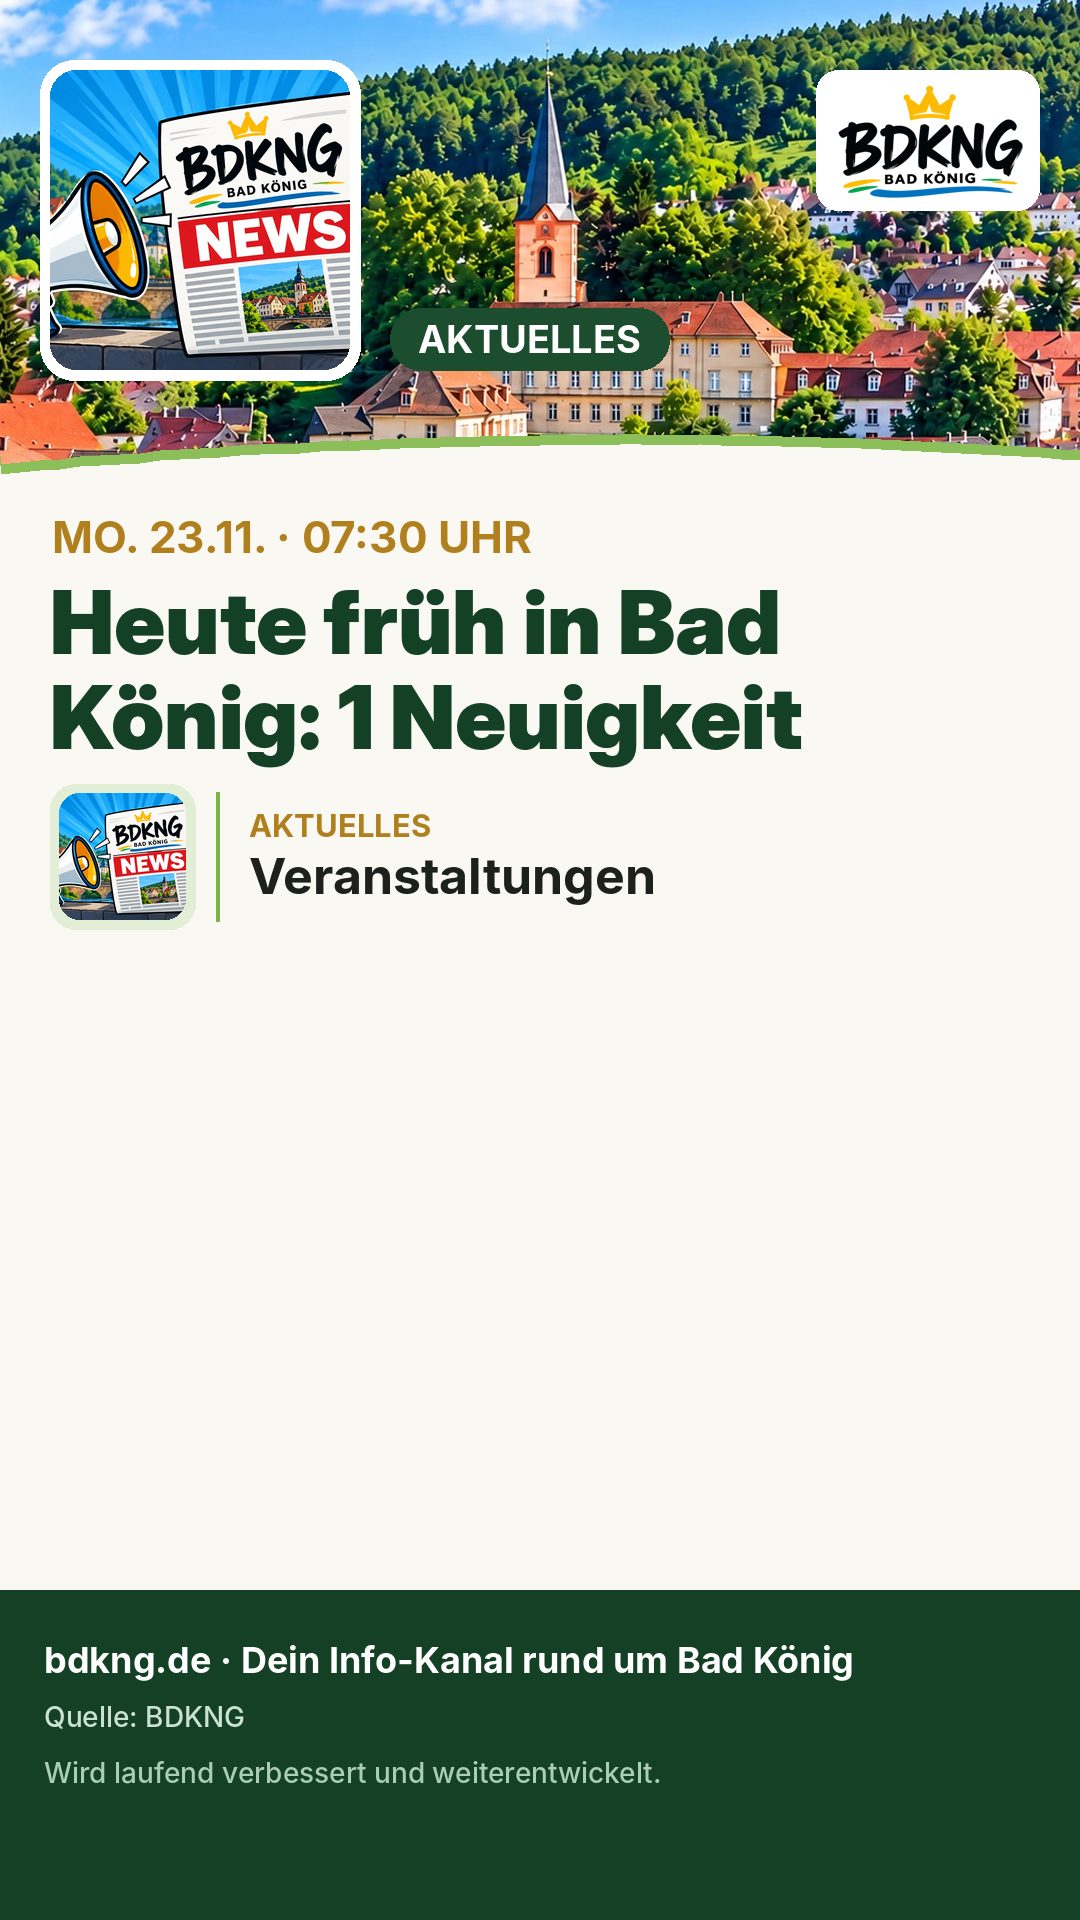 BDKNG
BAD KÖNIG
NEWS
BDKNG
BAD KÖNIG
AKTUELLES
MO. 23.11. · 07:30 UHR
Heute früh in Bad
König: 1 Neuigkeit
BDKNG
BAD KÖNIG
NEWS
AKTUELLES
Veranstaltungen
bdkng.de · Dein Info-Kanal rund um Bad König
Quelle: BDKNG
Wird laufend verbessert und weiterentwickelt.